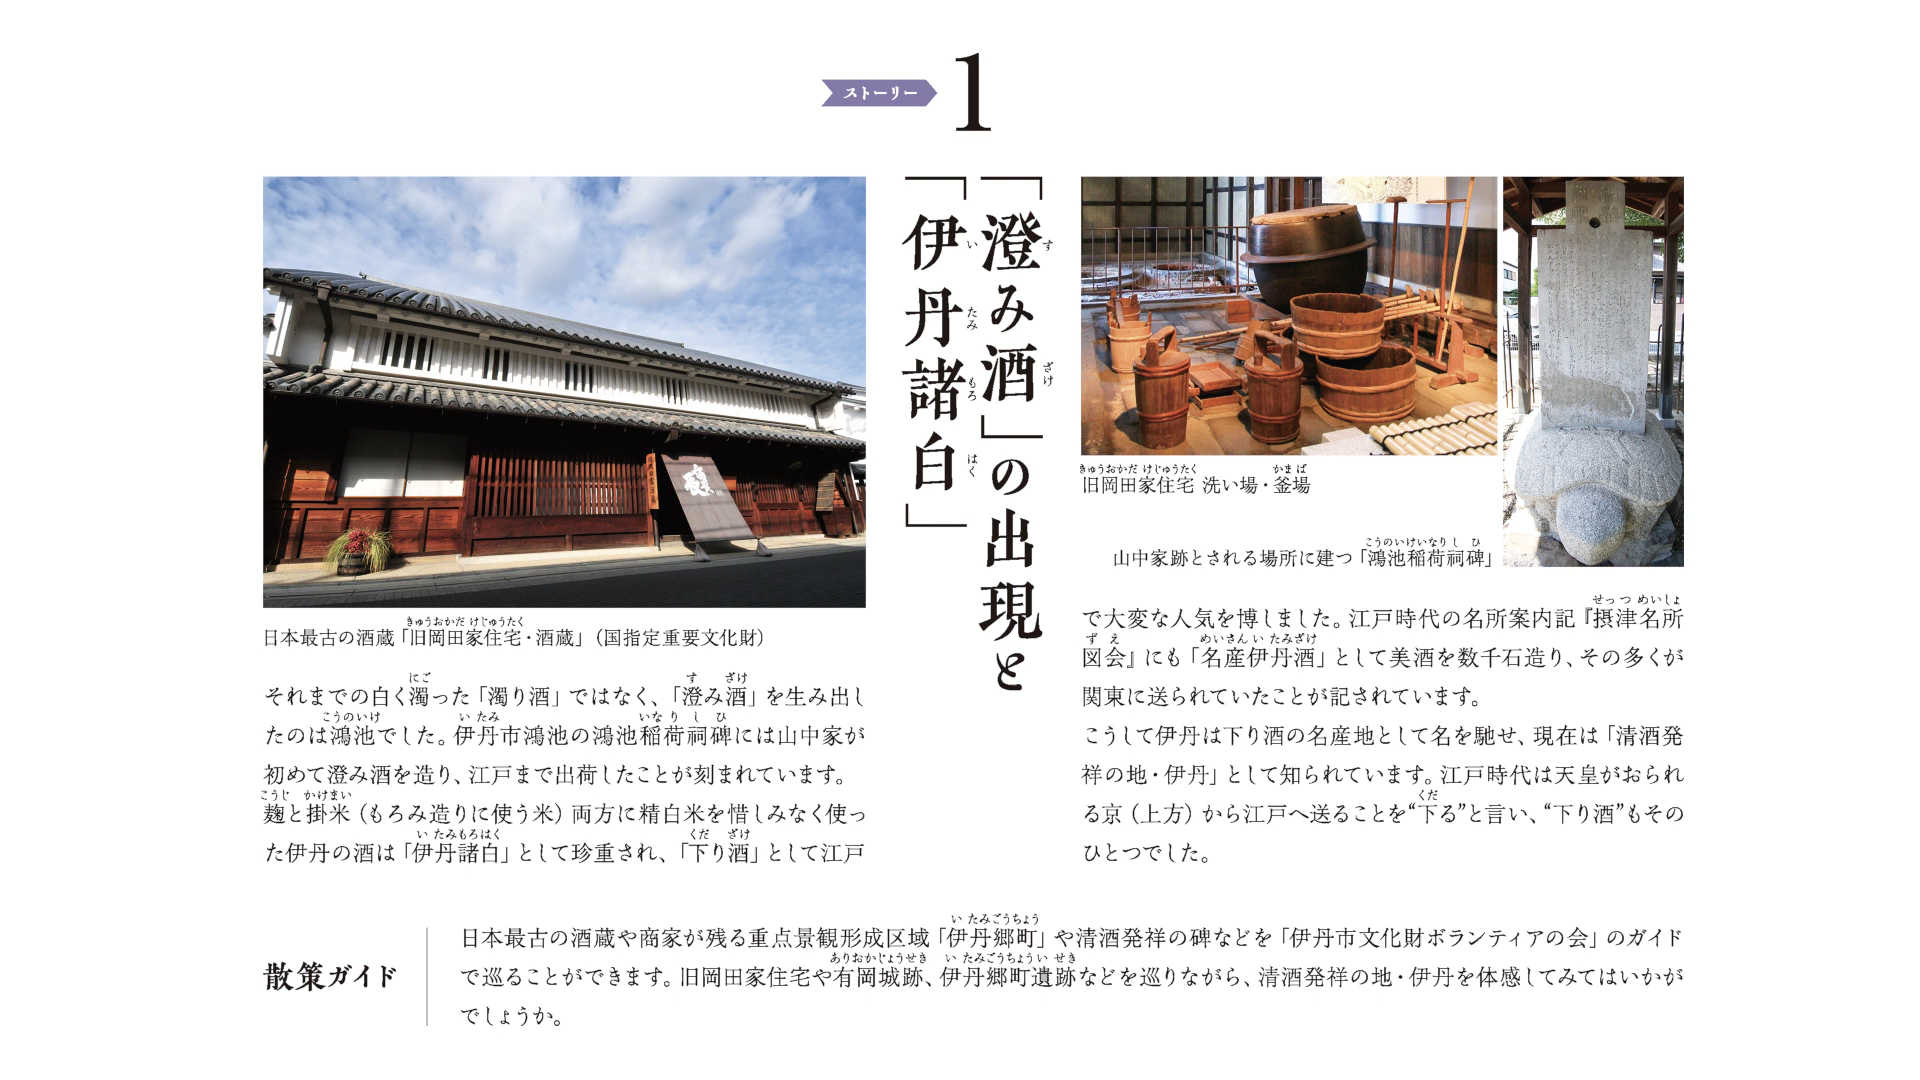 ストーリー 1
「澄み酒」の出現と
「伊丹諸白」
日本最古の酒蔵「旧岡田家住宅・酒蔵」（国指定重要文化財）
それまでの白く濁った「濁り酒」ではなく、「澄み酒」を生み出し
たのは鴻池でした。伊丹市鴻池の鴻池稲荷祠碑には山中家が
初めて澄み酒を造り、江戸まで出荷したことが刻まれています。
麹と掛米（もろみ造りに使う米）両方に精白米を惜しみなく使っ
た伊丹の酒は「伊丹諸白」として珍重され、「下り酒」として江戸
旧岡田家住宅 洗い場・釜場
山中家跡とされる場所に建つ「鴻池稲荷祠碑」
で大変な人気を博しました。江戸時代の名所案内記『摂津名所
図会』にも「名産伊丹酒」として美酒を数千石造り、その多くが
関東に送られていたことが記されています。
こうして伊丹は下り酒の名産地として名を馳せ、現在は「清酒発
祥の地・伊丹」として知られています。江戸時代は天皇がおられ
る京（上方）から江戸へ送ることを“下る”と言い、“下り酒”もその
ひとつでした。
散策ガイド
日本最古の酒蔵や商家が残る重点景観形成区域「伊丹郷町」や清酒発祥の碑などを「伊丹市文化財ボランティアの会」のガイド
で巡ることができます。旧岡田家住宅や有岡城跡、伊丹郷町遺跡などを巡りながら、清酒発祥の地・伊丹を体感してみてはいかが
でしょうか。